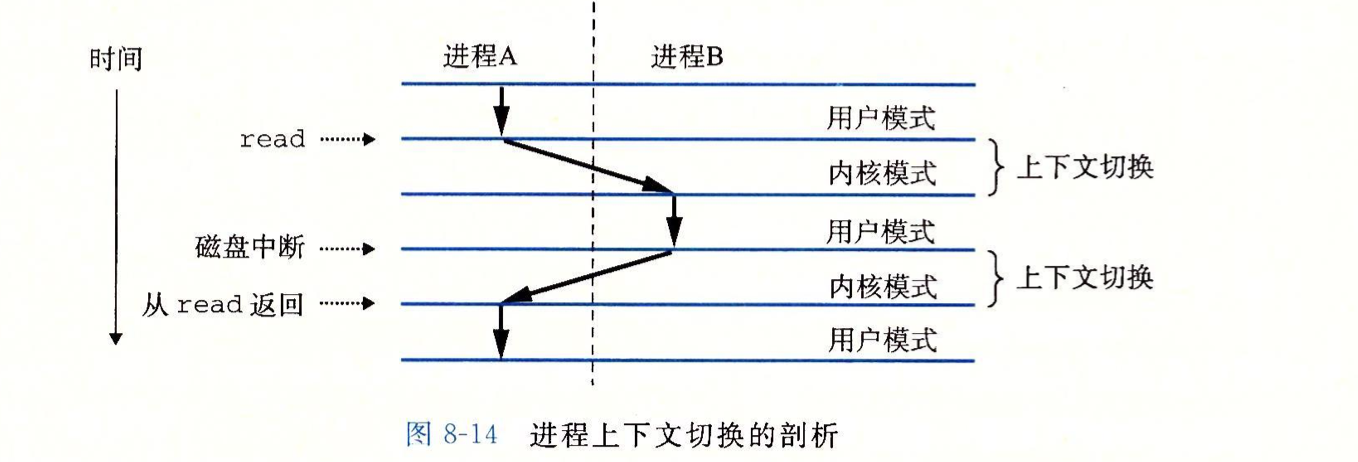 时间
进程A 进程B
用户模式
read
内核模式 上下文切换
用户模式
磁盘中断
内核模式 上下文切换
从 read 返回
用户模式
图 8-14 进程上下文切换的剖析